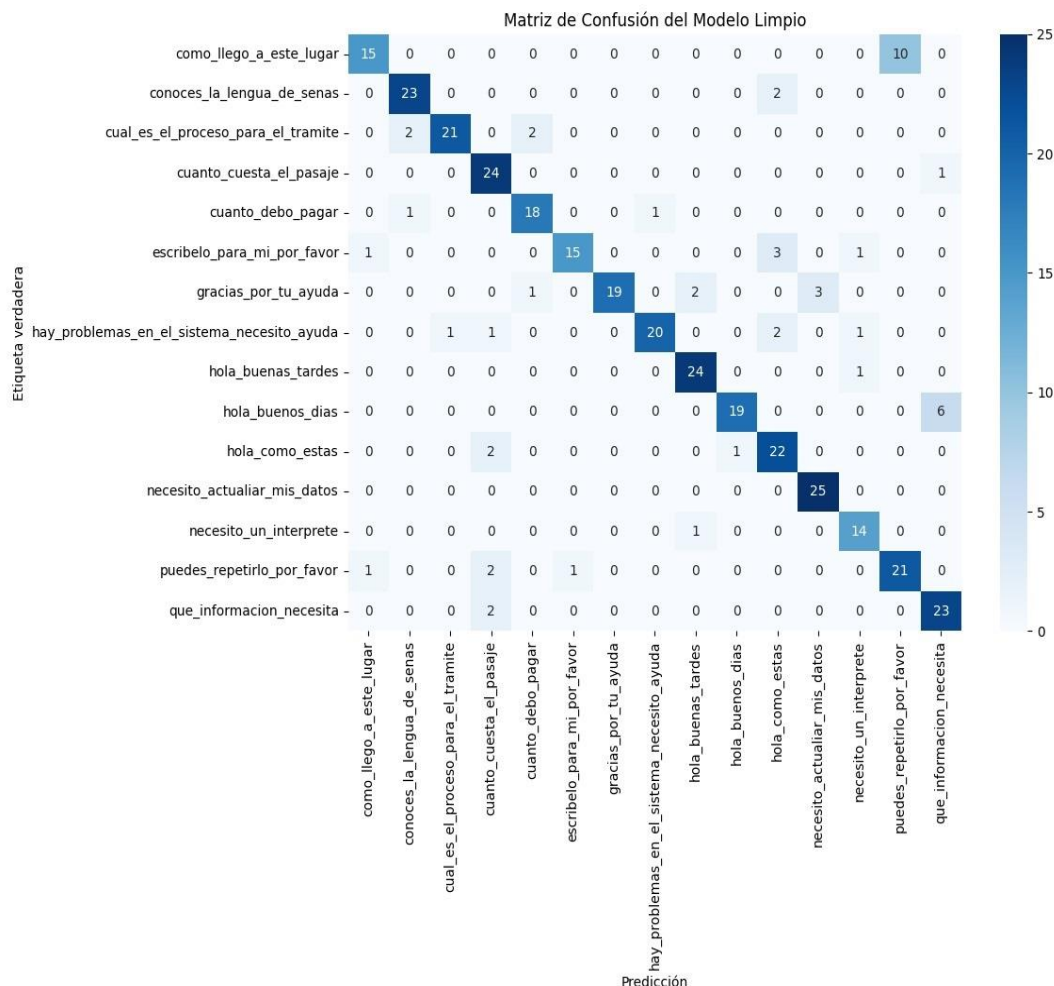 Matriz de Confusión del Modelo Limpio
como_llego_a_este_lugar 15 0 0 0 0 0 0 0 0 0 0 0 0 10 0
conoces_la_lengua_de_senas 0 23 0 0 0 0 0 0 0 0 2 0 0 0 0
cual_es_el_proceso_para_el_tramite 0 2 21 0 2 0 0 0 0 0 0 0 0 0 0
cuanto_cuesta_el_pasaje 0 0 0 24 0 0 0 0 0 0 0 0 0 0 1
cuanto_debo_pagar 0 1 0 0 18 0 0 1 0 0 0 0 0 0 0
escribelo_para_mi_por_favor 1 0 0 0 0 15 0 0 0 0 3 0 1 0 0
gracias_por_tu_ayuda 0 0 0 0 1 0 19 0 2 0 0 3 0 0 0
hay_problemas_en_el_sistema_necesito_ayuda 0 0 1 1 0 0 0 20 0 0 2 0 1 0 0
hola_buenas_tardes 0 0 0 0 0 0 0 0 24 0 0 0 1 0 0
hola_buenos_dias 0 0 0 0 0 0 0 0 0 19 0 0 0 0 6
hola_como_estas 0 0 0 2 0 0 0 0 0 1 22 0 0 0 0
necesito_actualiar_mis_datos 0 0 0 0 0 0 0 0 0 0 0 25 0 0 0
necesito_un_interprete 0 0 0 0 0 0 0 0 1 0 0 0 14 0 0
puedes_repetirlo_por_favor 1 0 0 2 0 1 0 0 0 0 0 0 0 21 0
que_informacion_necesita 0 0 0 2 0 0 0 0 0 0 0 0 0 0 23
Etiqueta verdadera
como_llego_a_este_lugar
conoces_la_lengua_de_senas
cual_es_el_proceso_para_el_tramite
cuanto_cuesta_el_pasaje
cuanto_debo_pagar
escribelo_para_mi_por_favor
gracias_por_tu_ayuda
hay_problemas_en_el_sistema_necesito_ayuda
hola_buenas_tardes
hola_buenos_dias
hola_como_estas
necesito_actualiar_mis_datos
necesito_un_interprete
puedes_repetirlo_por_favor
que_informacion_necesita
Predicción
25
20
15
10
5
0